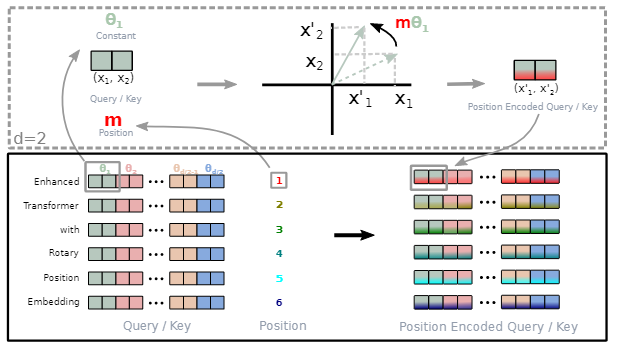 θ₁
Constant
(x₁, x₂)
Query / Key
m
Position
d=2
x'₂
x₂
x'₁
x₁
mθ₁
(x'₁, x'₂)
Position Encoded Query / Key
θ₁ θ₂ ••• θd/2-1 θd/2
Enhanced ••• 1 •••
Transformer ••• 2 •••
with ••• 3 •••
Rotary ••• 4 •••
Position ••• 5 •••
Embedding ••• 6 •••
Query / Key
Position
Position Encoded Query / Key